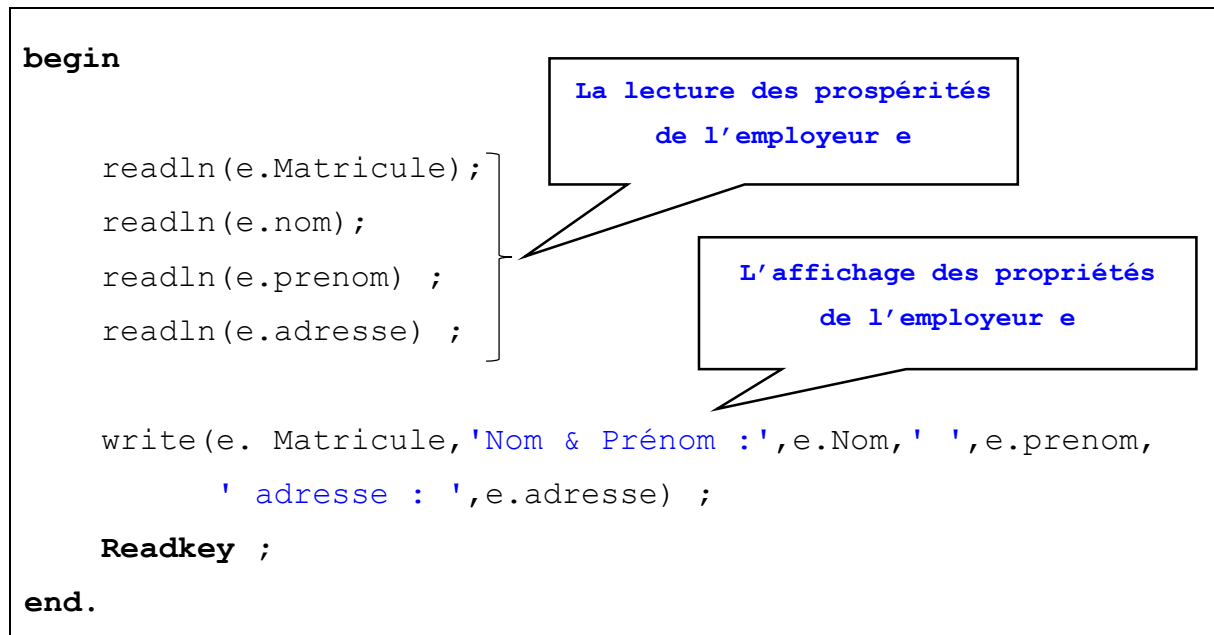 begin
La lecture des prospérités
de l’employeur e
readln(e.Matricule);
readln(e.nom);
readln(e.prenom) ;
readln(e.adresse) ;
L’affichage des propriétés
de l’employeur e
write(e. Matricule,'Nom & Prénom :',e.Nom,' ',e.prenom,
' adresse : ',e.adresse) ;
Readkey ;
end.